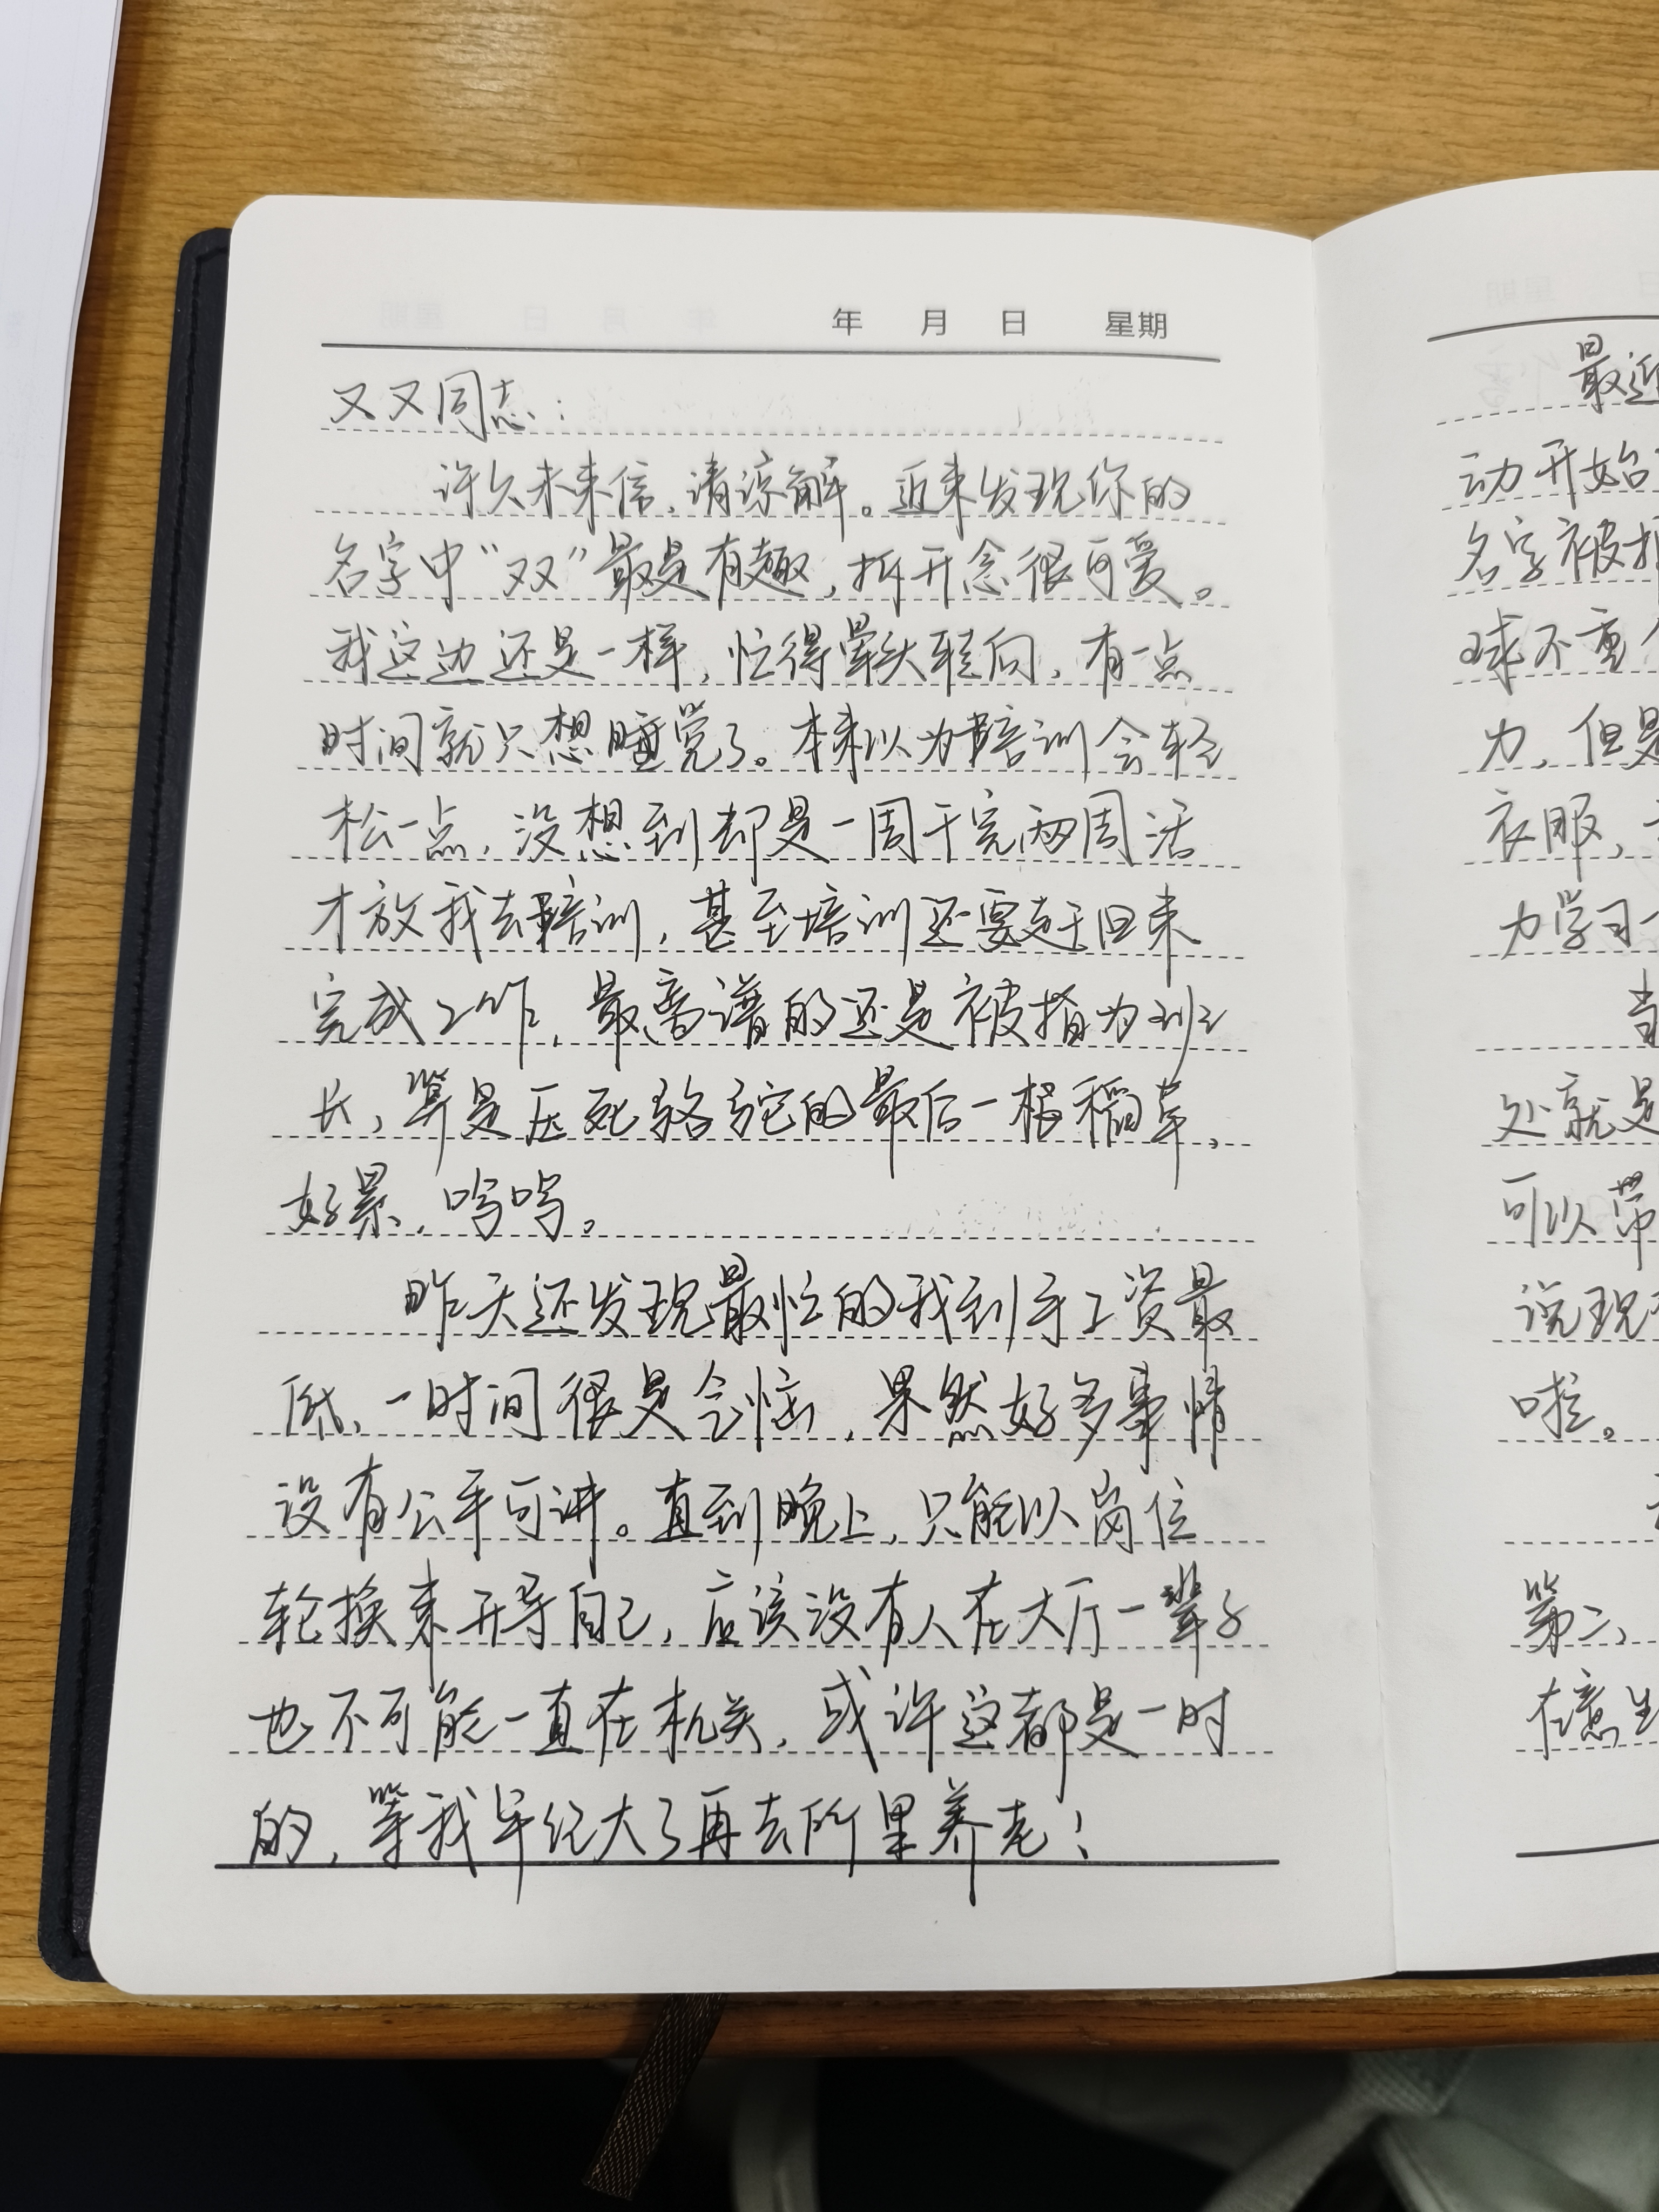 年 月 日 星期
又又同志：
许久未来信，请谅解。近来发现你的
名字中“双”最是有趣，拆开念很可爱。
我这边还是一样，忙得晕头转向，有一点
时间就只想睡觉了。本来以为培训会轻
松一点，没想到却是一周干完两周活
才放我去培训，甚至培训还要赶回来
完成工作，最离谱的还是被指为班
长，算是压死骆驼的最后一根稻草，
好累，呜呜。
昨天还发现最忙的我到手工资最
低，一时间很是气恼，果然好多事情
没有公平可讲。直到晚上，只能以岗位
轮换来开导自己，应该没有人在大厅一辈子
也不可能一直在机关，或许这都是一时
的，等我年纪大了再去所里养老！
最近
动开始
名字被
球不重
力，但是
衣服，
力学习一
当
处就是
可以带
说现
啦。
第二，
在意生